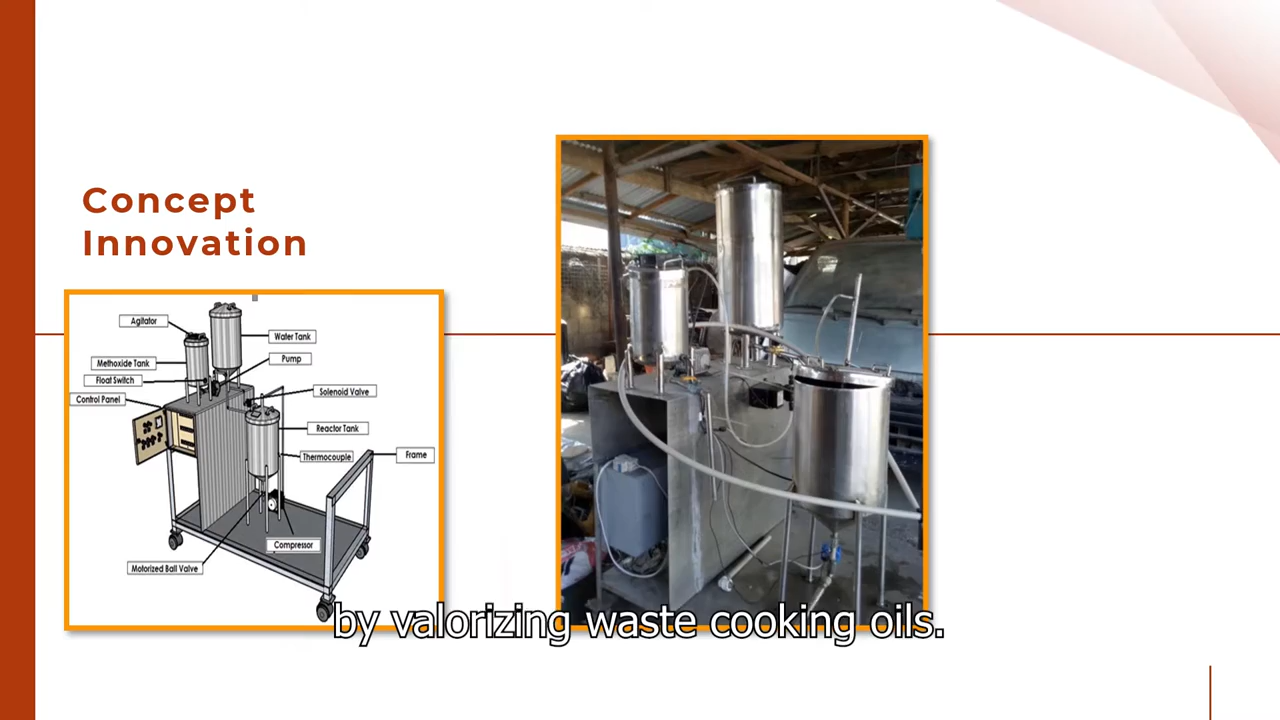 Concept
Innovation
Agitator
Water Tank
Methoxide Tank
Pump
Float Switch
Solenoid Valve
Control Panel
Reactor Tank
Thermocouple
Frame
Compressor
Motorized Ball Valve
by valorizing waste cooking oils.